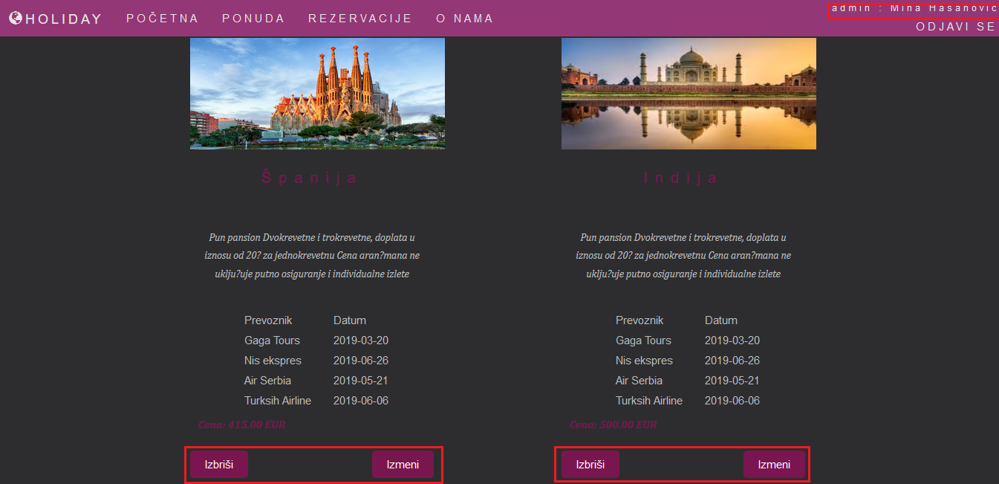 HOLIDAY POČETNA PONUDA REZERVACIJE O NAMA
admin : Mina Hasanovic
ODJAVI SE
Španija
Pun pansion Dvokrevetne i trokrevetne, doplata u
iznosu od 20? za jednokrevetnu Cena aran?mana ne
uklju?uje putno osiguranje i individualne izlete
Prevoznik Datum
Gaga Tours 2019-03-20
Nis ekspres 2019-06-26
Air Serbia 2019-05-21
Turksih Airline 2019-06-06
Cena: 415.00 EUR
Izbriši Izmeni
Indija
Pun pansion Dvokrevetne i trokrevetne, doplata u
iznosu od 20? za jednokrevetnu Cena aran?mana ne
uklju?uje putno osiguranje i individualne izlete
Prevoznik Datum
Gaga Tours 2019-03-20
Nis ekspres 2019-06-26
Air Serbia 2019-05-21
Turksih Airline 2019-06-06
Cena: 500.00 EUR
Izbriši Izmeni